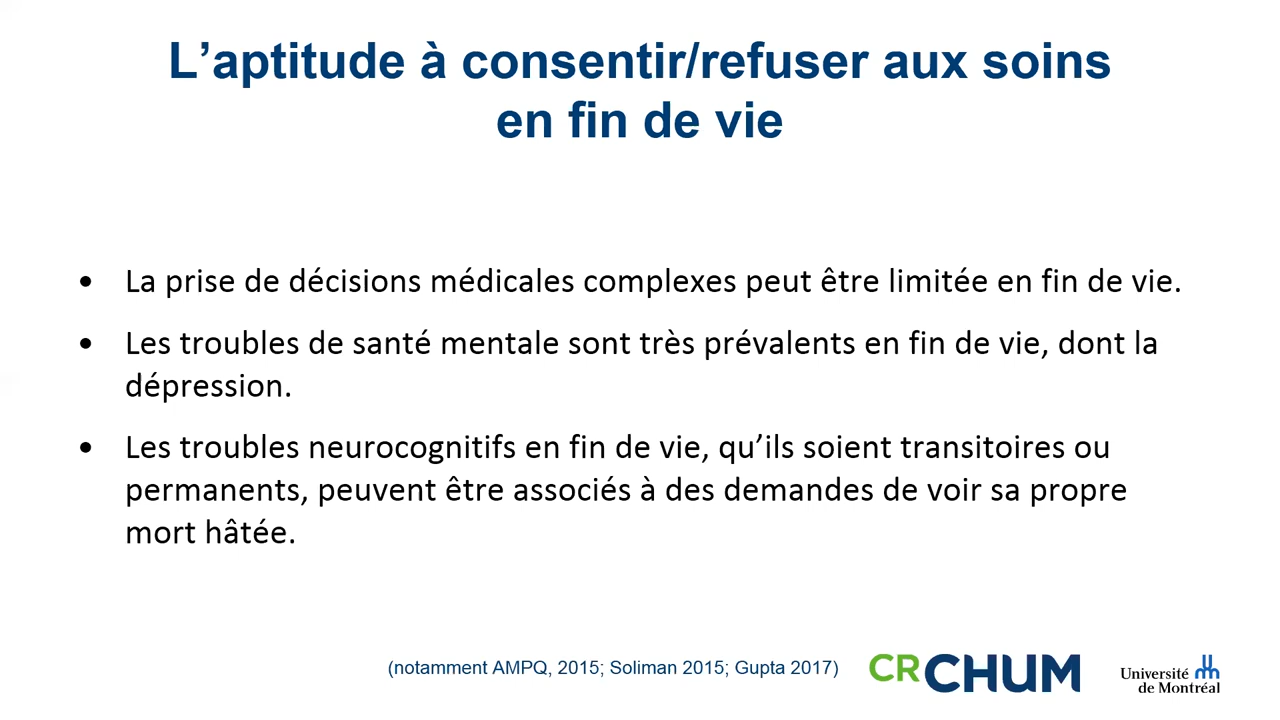 L’aptitude à consentir/refuser aux soins
en fin de vie
• La prise de décisions médicales complexes peut être limitée en fin de vie.
• Les troubles de santé mentale sont très prévalents en fin de vie, dont la
dépression.
• Les troubles neurocognitifs en fin de vie, qu’ils soient transitoires ou
permanents, peuvent être associés à des demandes de voir sa propre
mort hâtée.
(notamment AMPQ, 2015; Soliman 2015; Gupta 2017)
CRCHUM
Université
de Montréal